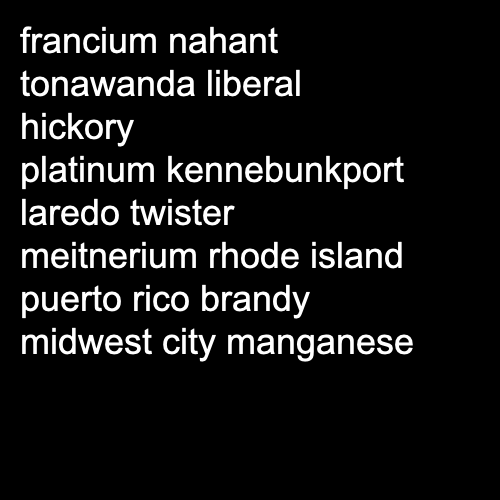 francium nahant
tonawanda liberal
hickory
platinum kennebunkport
laredo twister
meitnerium rhode island
puerto rico brandy
midwest city manganese